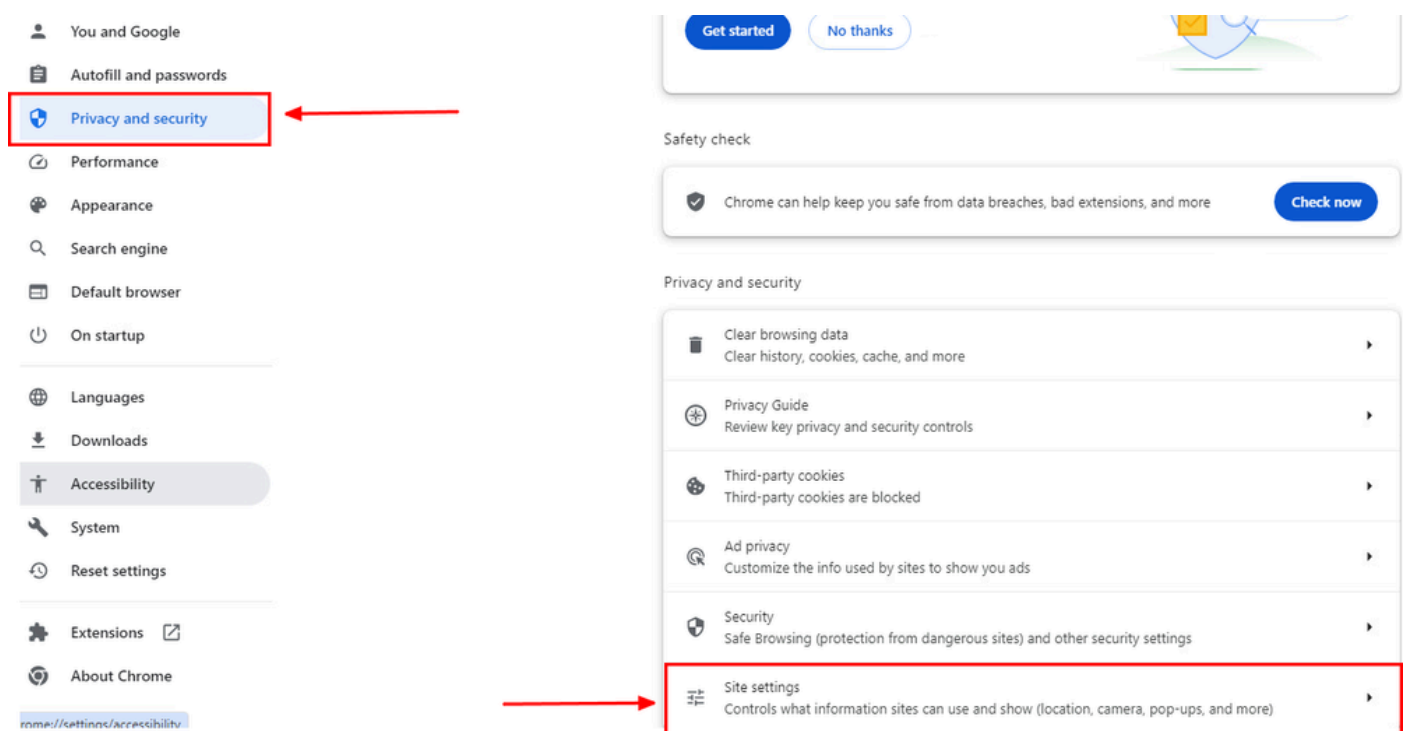 You and Google
Autofill and passwords
Privacy and security
Performance
Appearance
Search engine
Default browser
On startup
Languages
Downloads
Accessibility
System
Reset settings
Extensions
About Chrome
rome://settings/accessibility
Get started
No thanks
Safety check
Chrome can help keep you safe from data breaches, bad extensions, and more
Check now
Privacy and security
Clear browsing data
Clear history, cookies, cache, and more
Privacy Guide
Review key privacy and security controls
Third-party cookies
Third-party cookies are blocked
Ad privacy
Customize the info used by sites to show you ads
Security
Safe Browsing (protection from dangerous sites) and other security settings
Site settings
Controls what information sites can use and show (location, camera, pop-ups, and more)